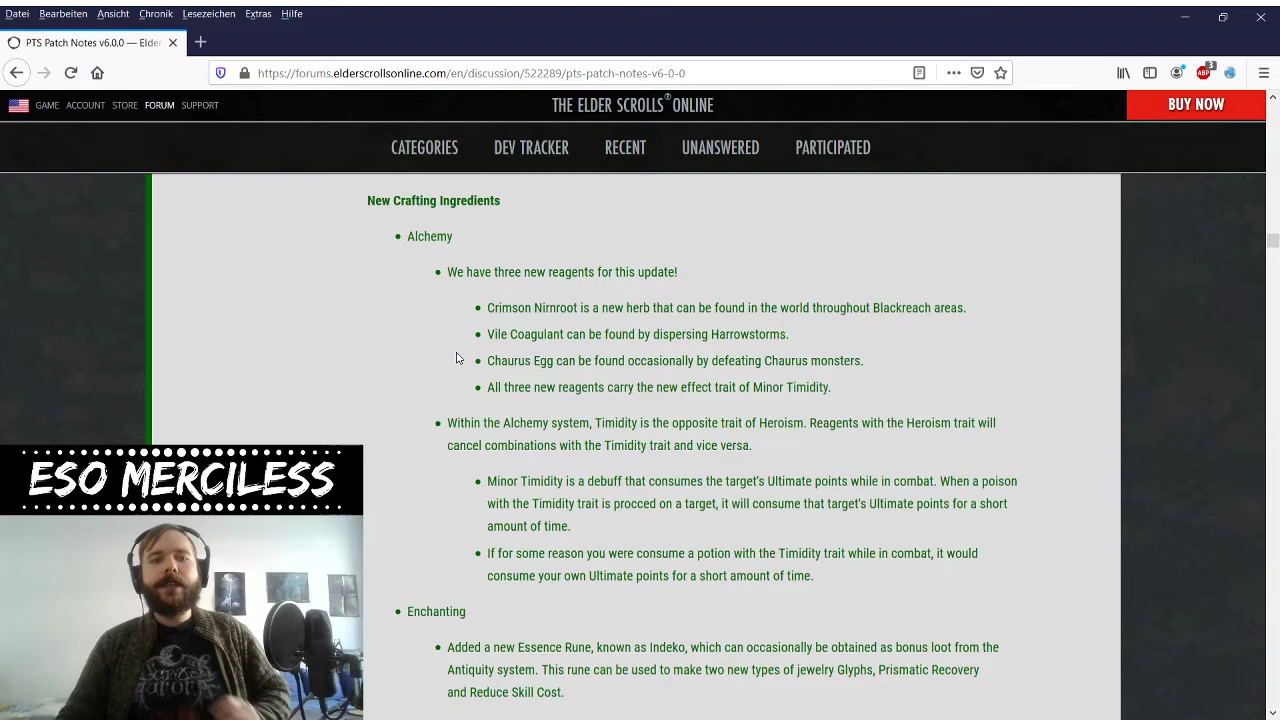 Datei Bearbeiten Ansicht Chronik Lesezeichen Extras Hilfe
PTS Patch Notes v6.0.0 — Elder
https://forums.elderscrollsonline.com/en/discussion/522289/pts-patch-notes-v6-0-0
ABP 3
GAME ACCOUNT STORE FORUM SUPPORT
THE ELDER SCROLLS® ONLINE
BUY NOW
CATEGORIES DEV TRACKER RECENT UNANSWERED PARTICIPATED
New Crafting Ingredients
Alchemy
We have three new reagents for this update!
Crimson Nirnroot is a new herb that can be found in the world throughout Blackreach areas.
Vile Coagulant can be found by dispersing Harrowstorms.
Chaurus Egg can be found occasionally by defeating Chaurus monsters.
All three new reagents carry the new effect trait of Minor Timidity.
Within the Alchemy system, Timidity is the opposite trait of Heroism. Reagents with the Heroism trait will
cancel combinations with the Timidity trait and vice versa.
Minor Timidity is a debuff that consumes the target's Ultimate points while in combat. When a poison
with the Timidity trait is procced on a target, it will consume that target's Ultimate points for a short
amount of time.
If for some reason you were consume a potion with the Timidity trait while in combat, it would
consume your own Ultimate points for a short amount of time.
Enchanting
Added a new Essence Rune, known as Indeko, which can occasionally be obtained as bonus loot from the
Antiquity system. This rune can be used to make two new types of jewelry Glyphs, Prismatic Recovery
and Reduce Skill Cost.
ESO MERCILESS